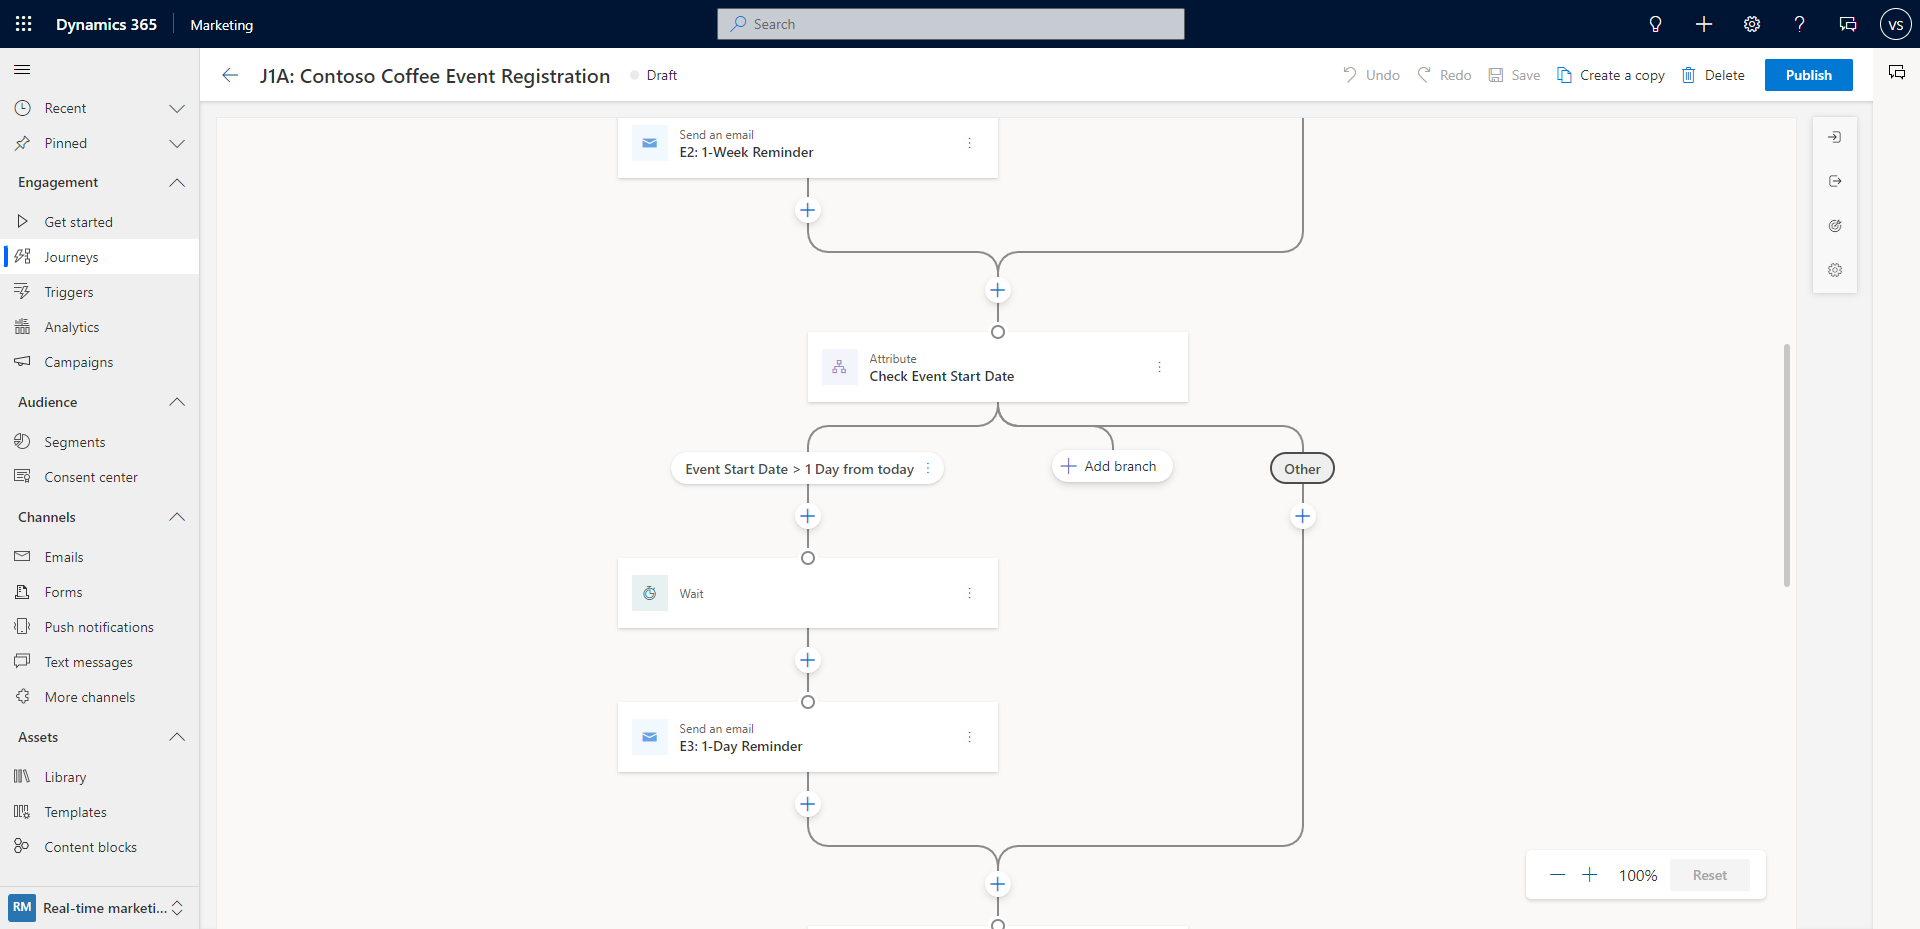 Dynamics 365
Marketing
Search
VS
J1A: Contoso Coffee Event Registration
Draft
Undo
Redo
Save
Create a copy
Delete
Publish
Recent
Pinned
Engagement
Get started
Journeys
Triggers
Analytics
Campaigns
Audience
Segments
Consent center
Channels
Emails
Forms
Push notifications
Text messages
More channels
Assets
Library
Templates
Content blocks
RM
Real-time marketi...
Send an email
E2: 1-Week Reminder
Attribute
Check Event Start Date
Event Start Date > 1 Day from today
Add branch
Other
Wait
Send an email
E3: 1-Day Reminder
100%
Reset